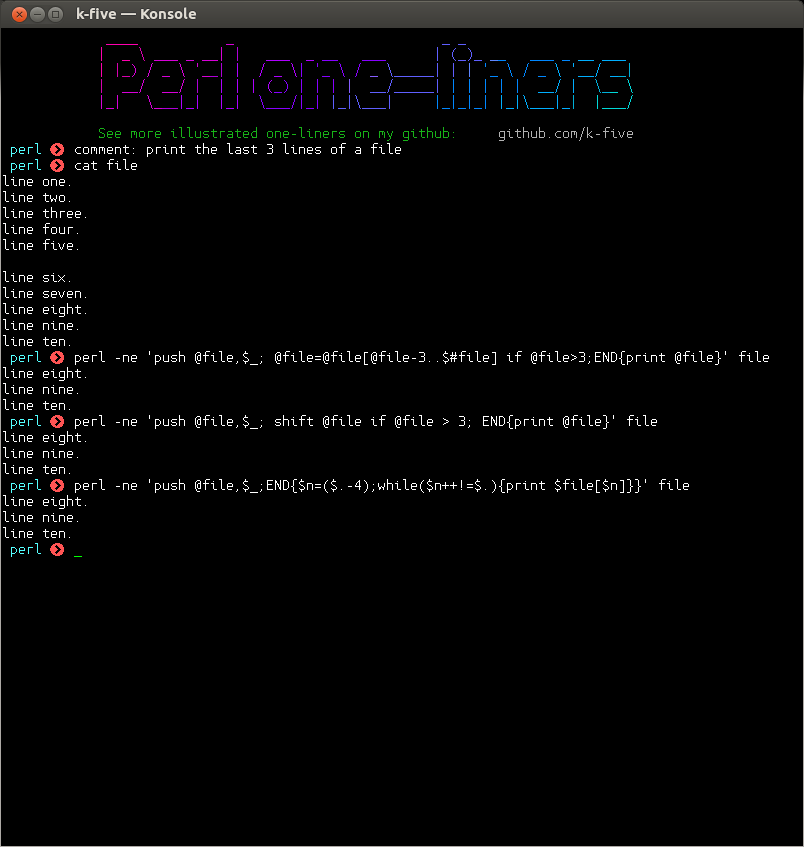 k-five — Konsole
Perl one-liners
See more illustrated one-liners on my github: github.com/k-five
perl comment: print the last 3 lines of a file
perl cat file
line one.
line two.
line three.
line four.
line five.
line six.
line seven.
line eight.
line nine.
line ten.
perl perl -ne 'push @file,$_; @file=@file[@file-3..$#file] if @file>3;END{print @file}' file
line eight.
line nine.
line ten.
perl perl -ne 'push @file,$_; shift @file if @file > 3; END{print @file}' file
line eight.
line nine.
line ten.
perl perl -ne 'push @file,$_;END{$n=($.-4);while($n++!=$.){print $file[$n]}}' file
line eight.
line nine.
line ten.
perl _